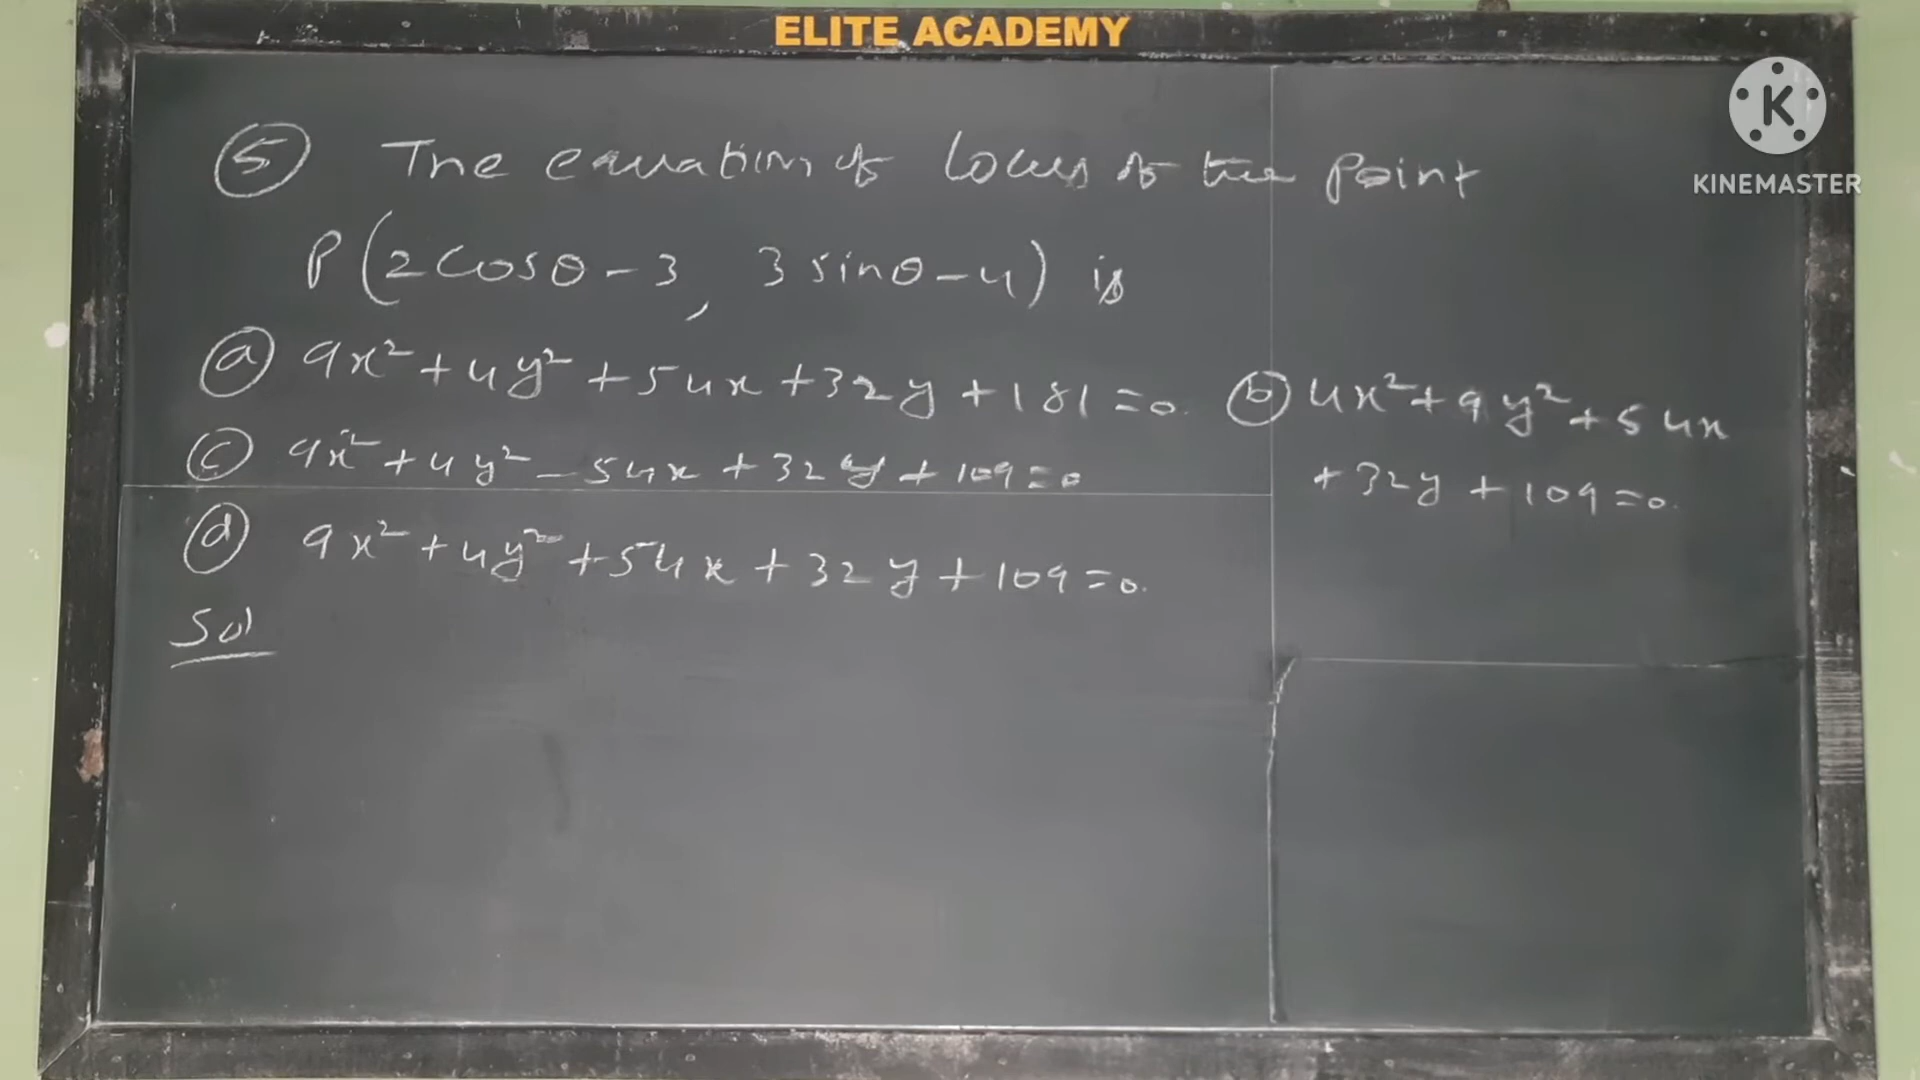 ELITE ACADEMY
K
KINEMASTER
⑤ The equation of locus of the point
P(2cosθ-3, 3sinθ-4) is
ⓐ 9x²+4y²+54x+32y+181=0. ⓑ 4x²+9y²+54x
+32y+109=0.
ⓒ 9x²+4y²-54x+32y+109=0
ⓓ 9x²+4y²+54x+32y+109=0.
Sol